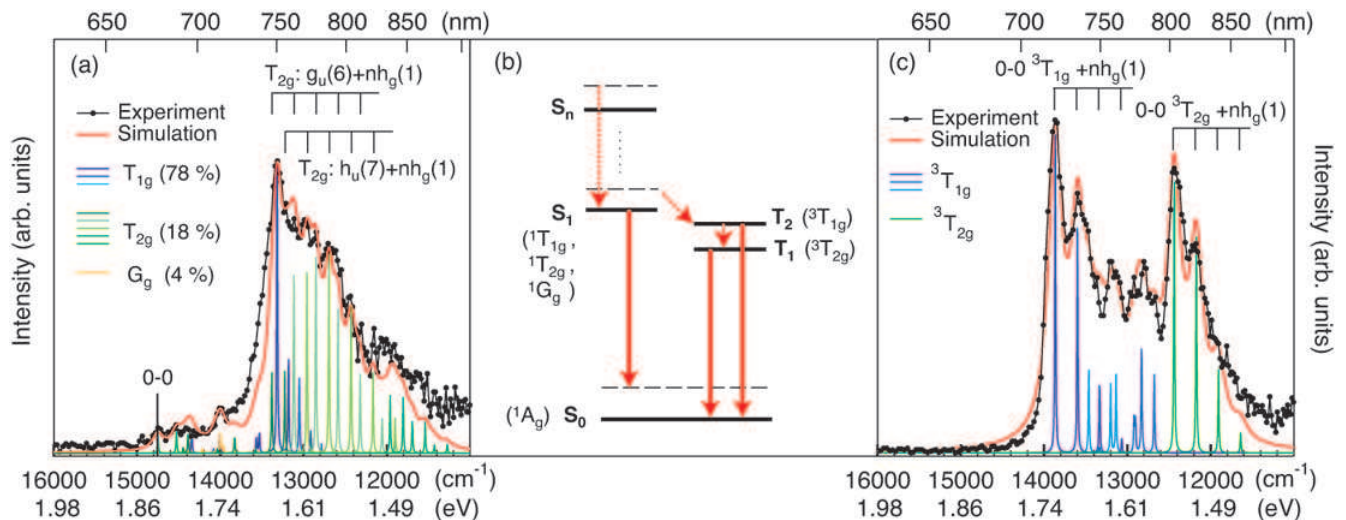 650 700 750 800 850 (nm)
(a)
T2g: gu(6)+nhg(1)
Experiment
Simulation
T2g: hu(7)+nhg(1)
T1g (78 %)
T2g (18 %)
Gg (4 %)
0-0
Intensity (arb. units)
16000 15000 14000 13000 12000 (cm-1)
1.98 1.86 1.74 1.61 1.49 (eV)
(b)
Sn
S1
(1T1g,
1T2g,
1Gg )
T2 (3T1g)
T1 (3T2g)
(1Ag) S0
650 700 750 800 850 (nm)
(c)
0-0 3T1g +nhg(1)
0-0 3T2g +nhg(1)
Experiment
Simulation
3T1g
3T2g
Intensity (arb. units)
16000 15000 14000 13000 12000 (cm-1)
1.98 1.86 1.74 1.61 1.49 (eV)